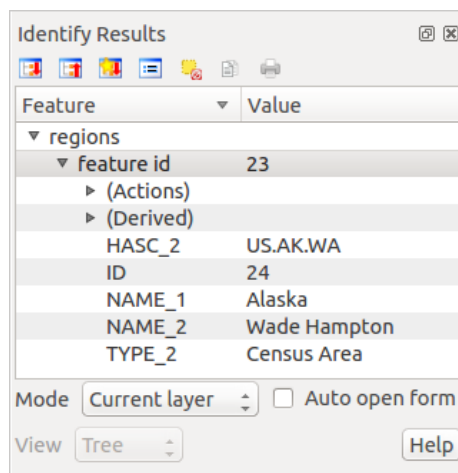 Identify Results
Feature Value
regions
feature id 23
(Actions)
(Derived)
HASC_2 US.AK.WA
ID 24
NAME_1 Alaska
NAME_2 Wade Hampton
TYPE_2 Census Area
Mode Current layer Auto open form
View Tree Help